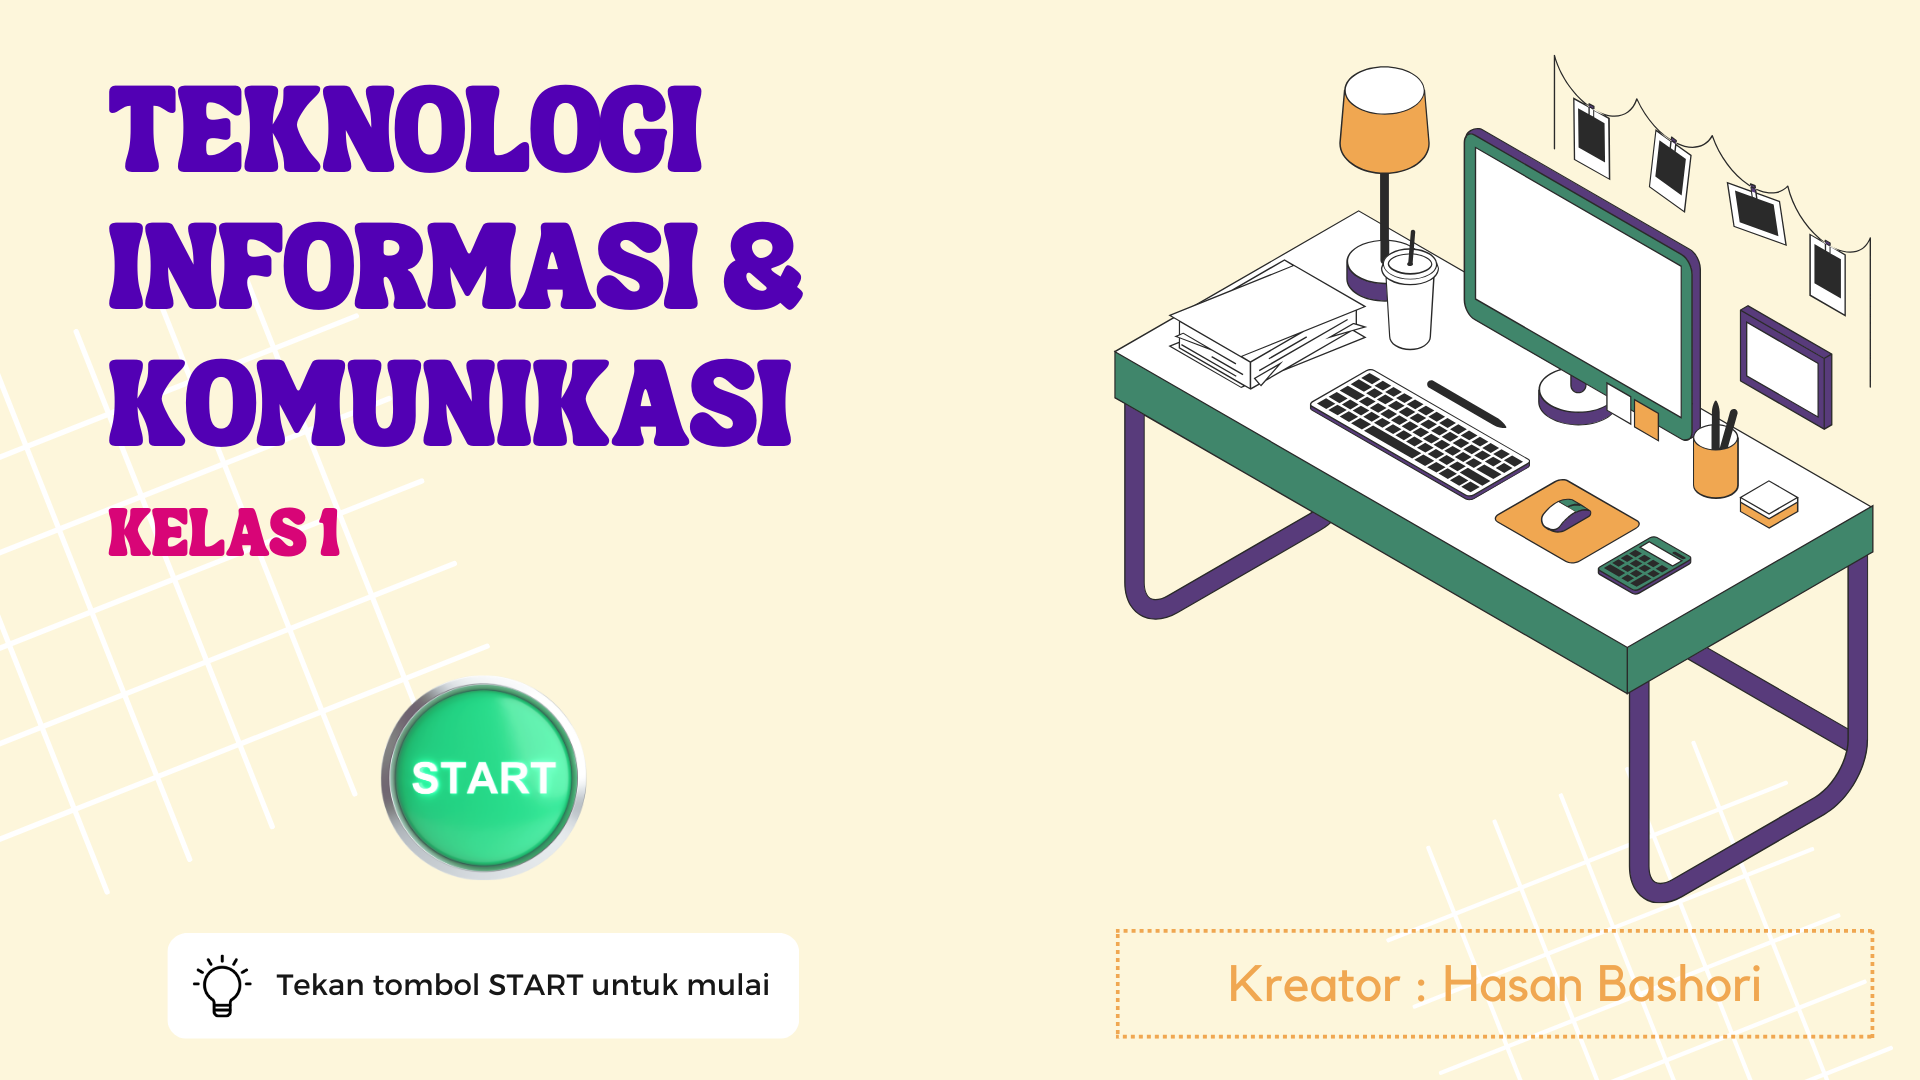 TEKNOLOGI
INFORMASI &
KOMUNIKASI
KELAS 1
START
Tekan tombol START untuk mulai
Kreator : Hasan Bashori